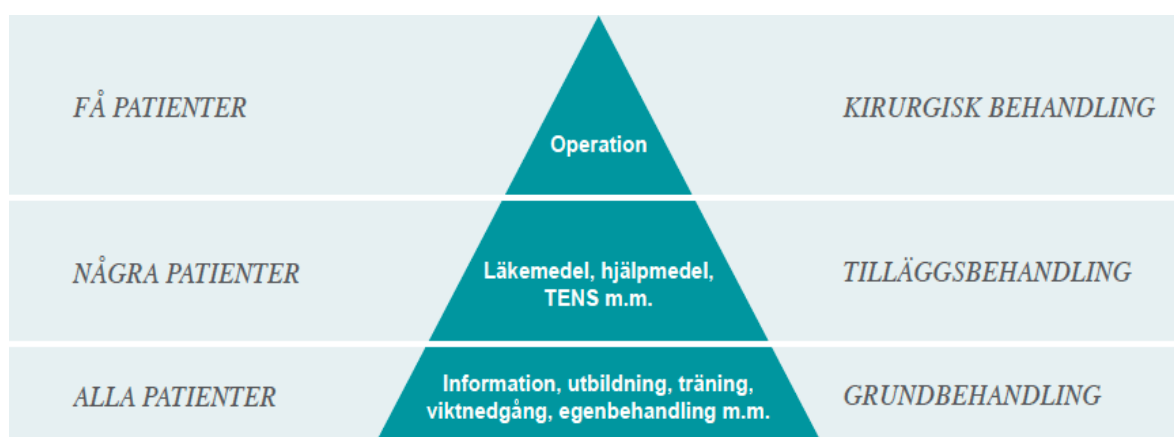 FÅ PATIENTER
Operation
KIRURGISK BEHANDLING
NÅGRA PATIENTER
Läkemedel, hjälpmedel,
TENS m.m.
TILLÄGGSBEHANDLING
ALLA PATIENTER
Information, utbildning, träning,
viktnedgång, egenbehandling m.m.
GRUNDBEHANDLING